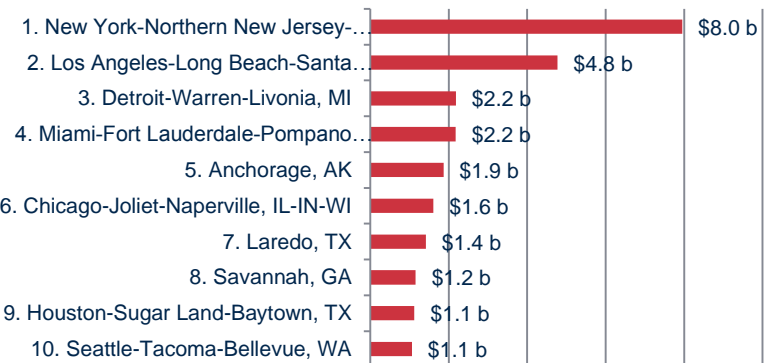 1. New York-Northern New Jersey-… $8.0 b
2. Los Angeles-Long Beach-Santa… $4.8 b
3. Detroit-Warren-Livonia, MI $2.2 b
4. Miami-Fort Lauderdale-Pompano… $2.2 b
5. Anchorage, AK $1.9 b
6. Chicago-Joliet-Naperville, IL-IN-WI $1.6 b
7. Laredo, TX $1.4 b
8. Savannah, GA $1.2 b
9. Houston-Sugar Land-Baytown, TX $1.1 b
10. Seattle-Tacoma-Bellevue, WA $1.1 b